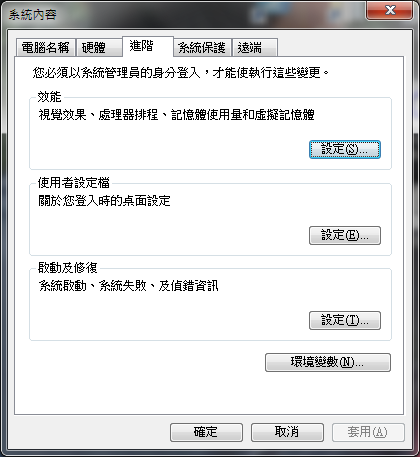 系統內容
電腦名稱 硬體 進階 系統保護 遠端
您必須以系統管理員的身分登入，才能使執行這些變更。
效能
視覺效果、處理器排程、記憶體使用量和虛擬記憶體
設定(S)...
使用者設定檔
關於您登入時的桌面設定
設定(E)...
啟動及修復
系統啟動、系統失敗、及偵錯資訊
設定(T)...
環境變數(N)...
確定 取消 套用(A)